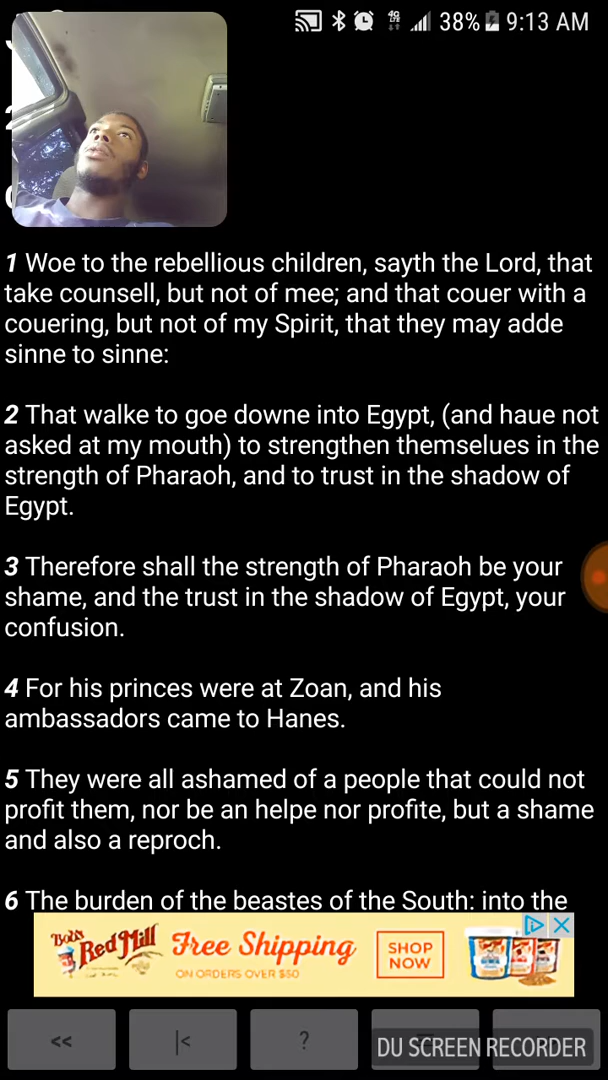 4G
LTE
38%
9:13 AM
1 Woe to the rebellious children, sayth the Lord, that
take counsell, but not of mee; and that couer with a
couering, but not of my Spirit, that they may adde
sinne to sinne:
2 That walke to goe downe into Egypt, (and haue not
asked at my mouth) to strengthen themselues in the
strength of Pharaoh, and to trust in the shadow of
Egypt.
3 Therefore shall the strength of Pharaoh be your
shame, and the trust in the shadow of Egypt, your
confusion.
4 For his princes were at Zoan, and his
ambassadors came to Hanes.
5 They were all ashamed of a people that could not
profit them, nor be an helpe nor profite, but a shame
and also a reproch.
6 The burden of the beastes of the South: into the
Bob's
Red Mill
Free Shipping
ON ORDERS OVER $50
SHOP
NOW
<< |< ?
DU SCREEN RECORDER